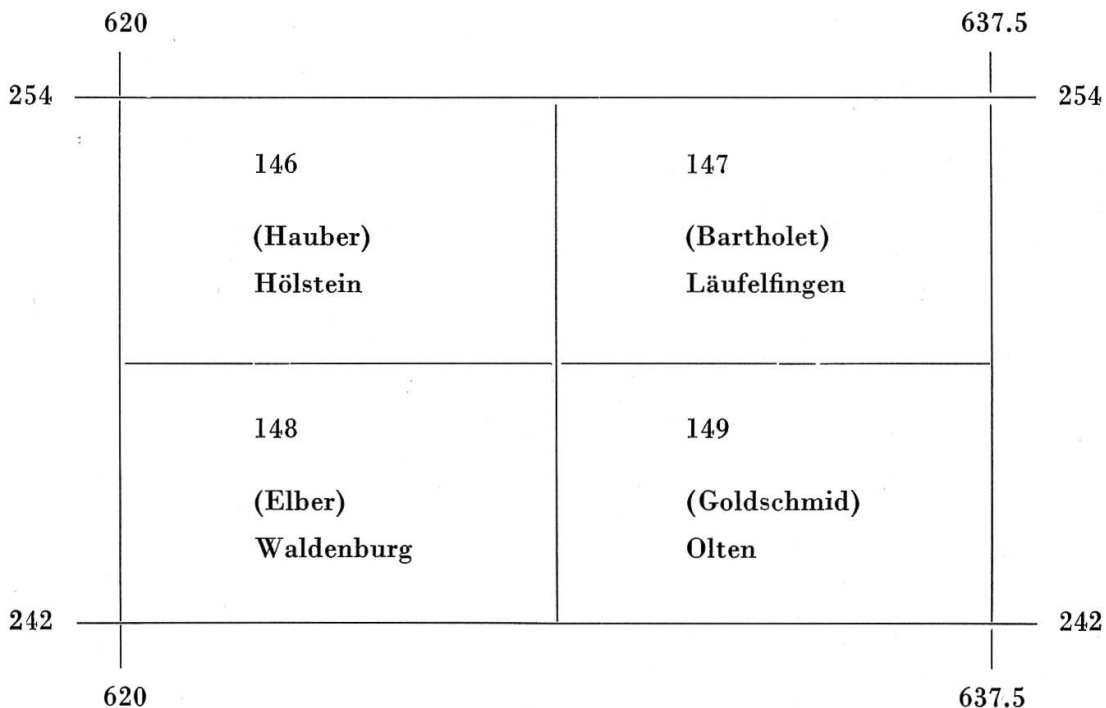 620 637.5
254 254
146 147
(Hauber) (Bartholet)
Hölstein Läufelfingen
148 149
(Elber) (Goldschmid)
Waldenburg Olten
242 242
620 637.5